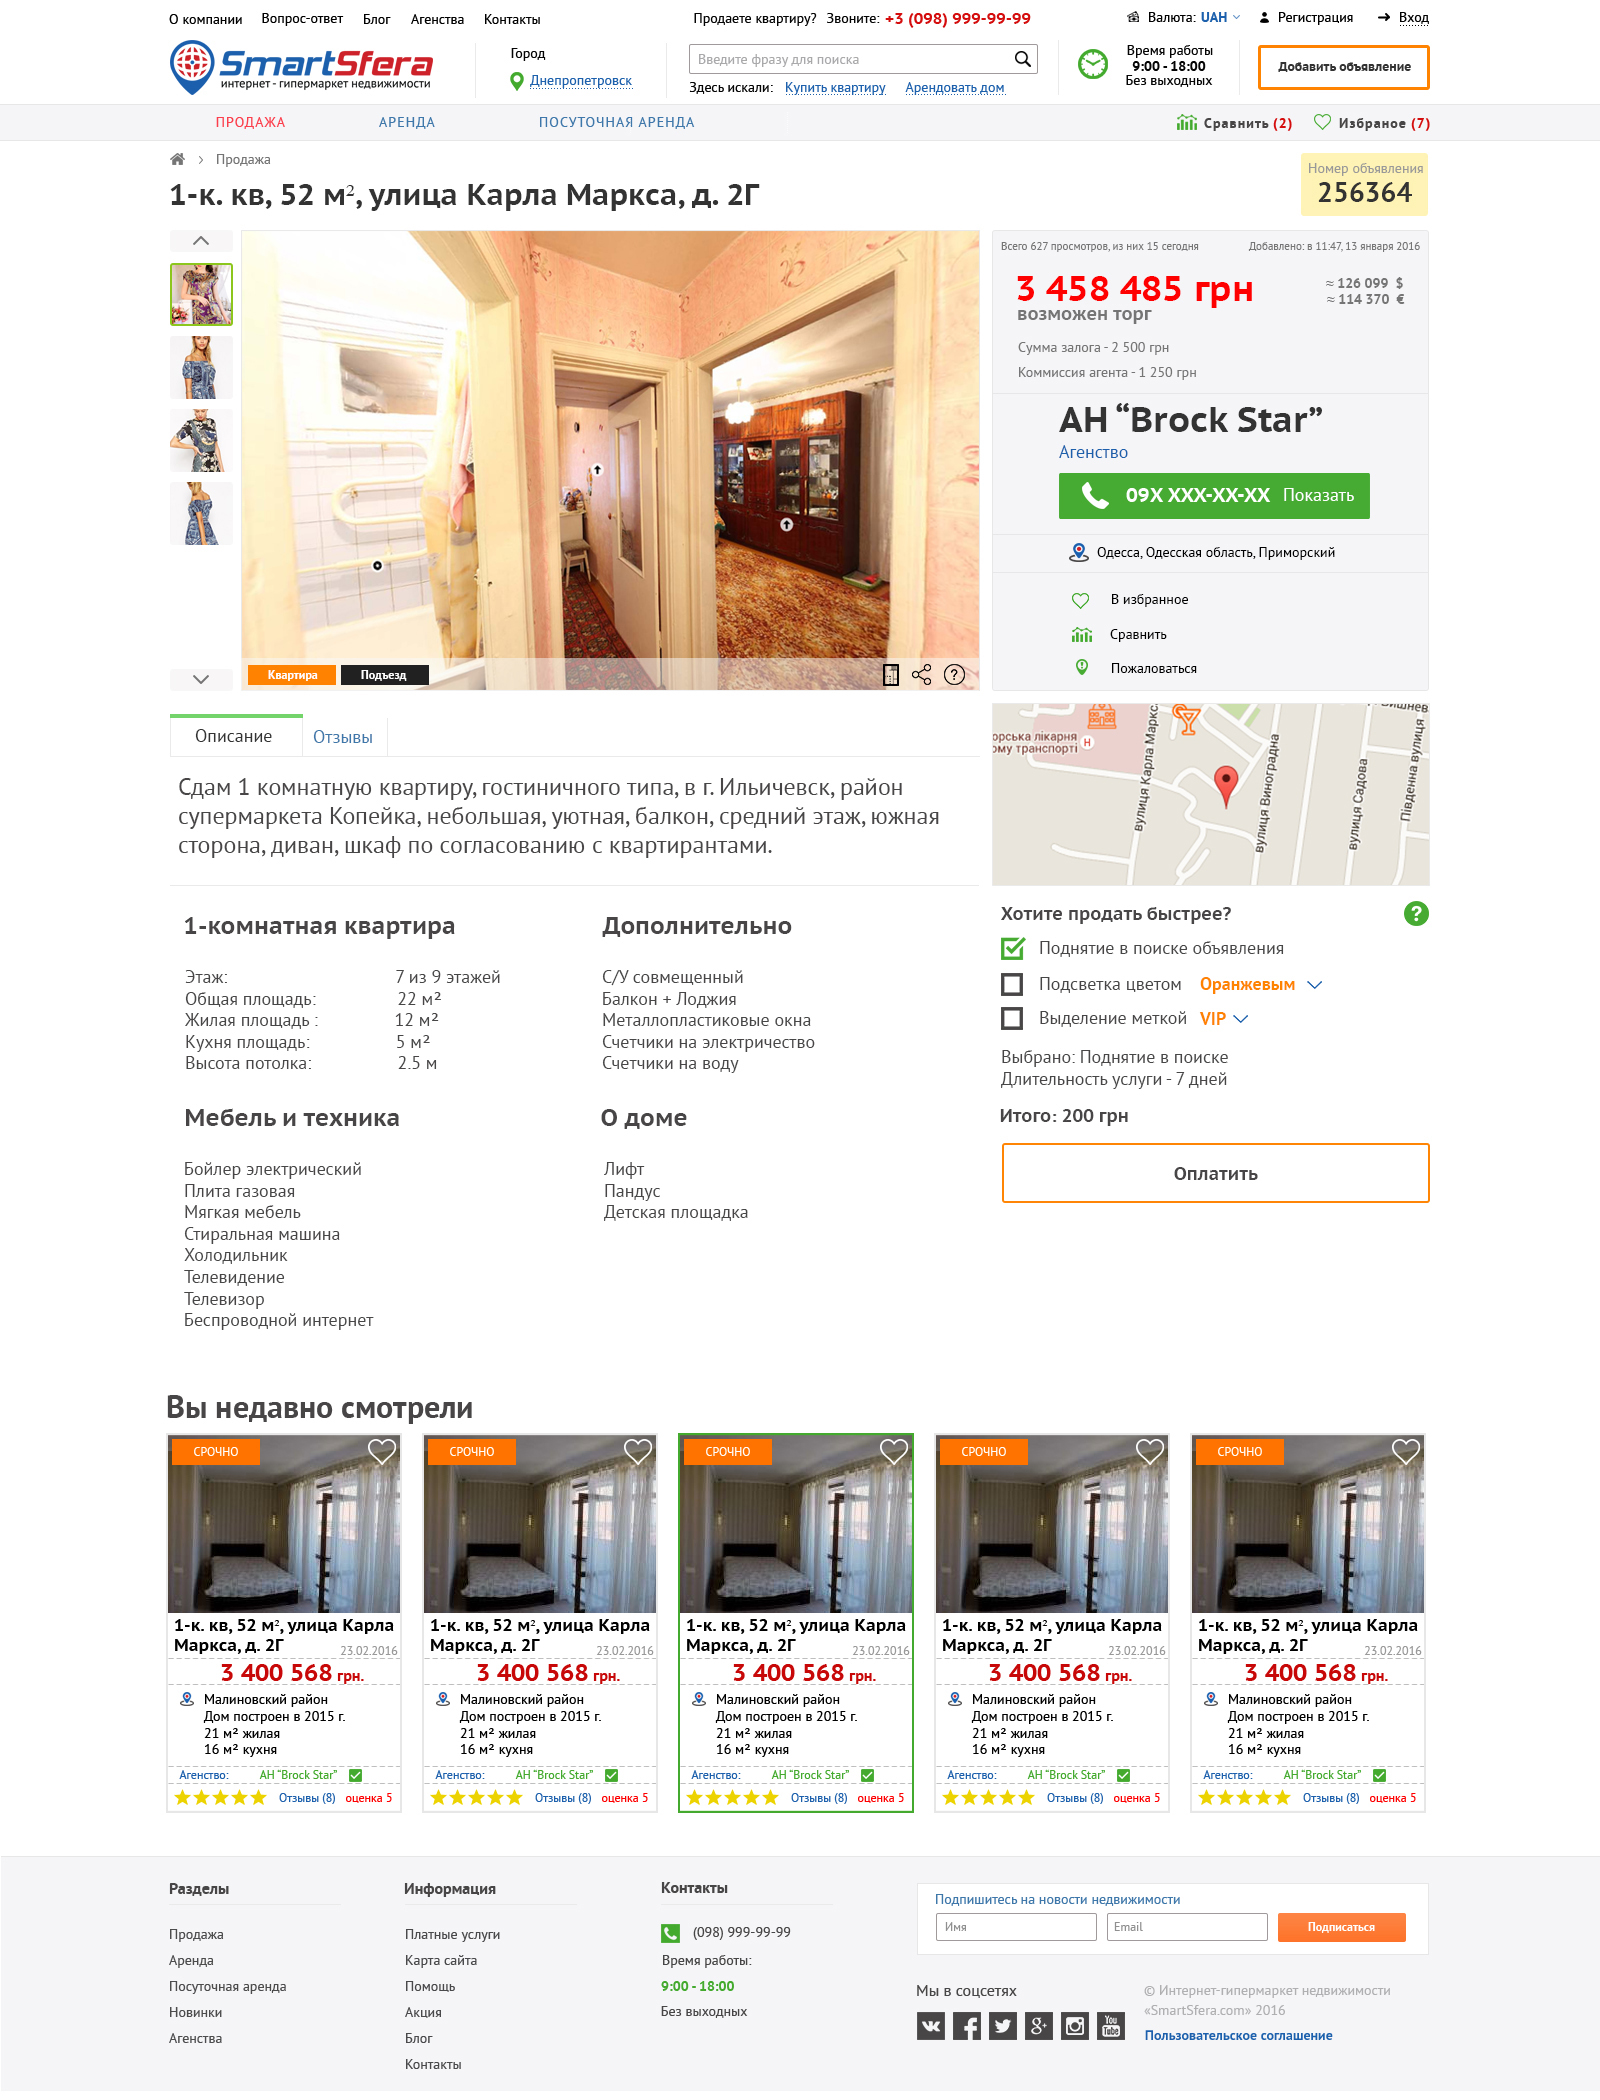 О компании Вопрос-ответ Блог Агенства Контакты
Продаете квартиру? Звоните: +3 (098) 999-99-99
Валюта: UAH Регистрация Вход
SmartSfera
интернет - гипермаркет недвижимости
Город
Днепропетровск
Введите фразу для поиска
Здесь искали: Купить квартиру Арендовать дом
Время работы
9:00 - 18:00
Без выходных
Добавить объявление
ПРОДАЖА АРЕНДА ПОСУТОЧНАЯ АРЕНДА
Сравнить (2) Избраное (7)
Продажа
1-к. кв, 52 м², улица Карла Маркса, д. 2Г
Номер объявления
256364
Квартира Подъезд
Всего 627 просмотров, из них 15 сегодня Добавлено: в 11:47, 13 января 2016
3 458 485 грн
возможен торг
≈ 126 099 $
≈ 114 370 €
Сумма залога - 2 500 грн
Коммиссия агента - 1 250 грн
АН “Brock Star”
Агенство
09X XXX-XX-XX Показать
Одесса, Одесская область, Приморский
В избранное
Сравнить
Пожаловаться
Описание Отзывы
Сдам 1 комнатную квартиру, гостиничного типа, в г. Ильичевск, район
супермаркета Копейка, небольшая, уютная, балкон, средний этаж, южная
сторона, диван, шкаф по согласованию с квартирантами.
орська лікарня
ому транспорті
H
вулиця Карла Маркс
вулиця Виноградна
вулиця Садова
Південна вулиця
1-комнатная квартира
Этаж: 7 из 9 этажей
Общая площадь: 22 м²
Жилая площадь : 12 м²
Кухня площадь: 5 м²
Высота потолка: 2.5 м
Дополнительно
С/У совмещенный
Балкон + Лоджия
Металлопластиковые окна
Счетчики на электричество
Счетчики на воду
Мебель и техника
Бойлер электрический
Плита газовая
Мягкая мебель
Стиральная машина
Холодильник
Телевидение
Телевизор
Беспроводной интернет
О доме
Лифт
Пандус
Детская площадка
Хотите продать быстрее?
?
Поднятие в поиске объявления
Подсветка цветом Оранжевым
Выделение меткой VIP
Выбрано: Поднятие в поиске
Длительность услуги - 7 дней
Итого: 200 грн
Оплатить
Вы недавно смотрели
СРОЧНО
1-к. кв, 52 м², улица Карла
Маркса, д. 2Г
23.02.2016
3 400 568 грн.
Малиновский район
Дом построен в 2015 г.
21 м² жилая
16 м² кухня
Агенство: АН “Brock Star”
Отзывы (8) оценка 5
СРОЧНО
1-к. кв, 52 м², улица Карла
Маркса, д. 2Г
23.02.2016
3 400 568 грн.
Малиновский район
Дом построен в 2015 г.
21 м² жилая
16 м² кухня
Агенство: АН “Brock Star”
Отзывы (8) оценка 5
СРОЧНО
1-к. кв, 52 м², улица Карла
Маркса, д. 2Г
23.02.2016
3 400 568 грн.
Малиновский район
Дом построен в 2015 г.
21 м² жилая
16 м² кухня
Агенство: АН “Brock Star”
Отзывы (8) оценка 5
СРОЧНО
1-к. кв, 52 м², улица Карла
Маркса, д. 2Г
23.02.2016
3 400 568 грн.
Малиновский район
Дом построен в 2015 г.
21 м² жилая
16 м² кухня
Агенство: АН “Brock Star”
Отзывы (8) оценка 5
СРОЧНО
1-к. кв, 52 м², улица Карла
Маркса, д. 2Г
23.02.2016
3 400 568 грн.
Малиновский район
Дом построен в 2015 г.
21 м² жилая
16 м² кухня
Агенство: АН “Brock Star”
Отзывы (8) оценка 5
Разделы
Продажа
Аренда
Посуточная аренда
Новинки
Агенства
Информация
Платные услуги
Карта сайта
Помощь
Акция
Блог
Контакты
Контакты
(098) 999-99-99
Время работы:
9:00 - 18:00
Без выходных
Подпишитесь на новости недвижимости
Имя Email Подписаться
Мы в соцсетях
You Tube
© Интернет-гипермаркет недвижимости
«SmartSfera.com» 2016
Пользовательское соглашение